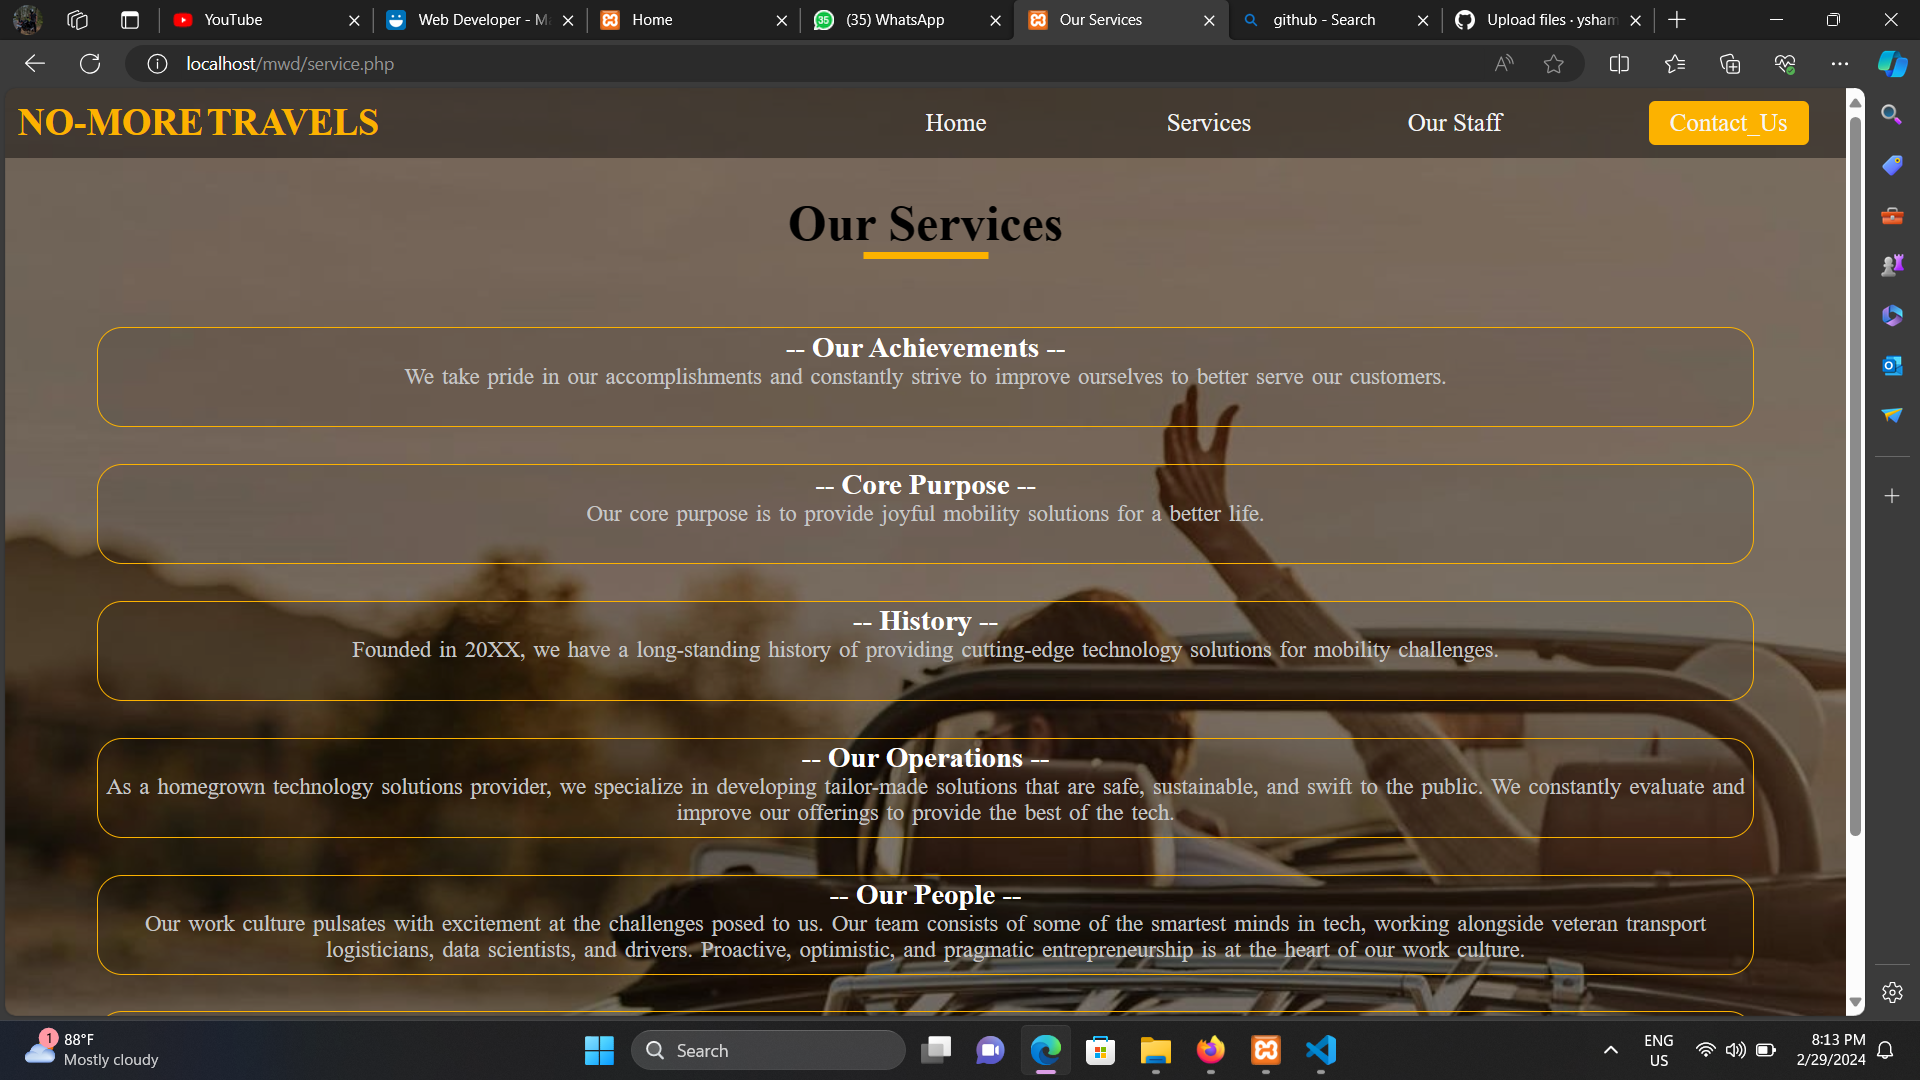 YouTube
Web Developer - M
Home
(35) WhatsApp
Our Services
github - Search
Upload files · ysham
localhost/mwd/service.php
NO-MORE TRAVELS
Home
Services
Our Staff
Contact_Us
Our Services
-- Our Achievements --
We take pride in our accomplishments and constantly strive to improve ourselves to better serve our customers.
-- Core Purpose --
Our core purpose is to provide joyful mobility solutions for a better life.
-- History --
Founded in 20XX, we have a long-standing history of providing cutting-edge technology solutions for mobility challenges.
-- Our Operations --
As a homegrown technology solutions provider, we specialize in developing tailor-made solutions that are safe, sustainable, and swift to the public. We constantly evaluate and
improve our offerings to provide the best of the tech.
-- Our People --
Our work culture pulsates with excitement at the challenges posed to us. Our team consists of some of the smartest minds in tech, working alongside veteran transport
logisticians, data scientists, and drivers. Proactive, optimistic, and pragmatic entrepreneurship is at the heart of our work culture.
1
88°F
Mostly cloudy
Search
ENG
US
8:13 PM
2/29/2024